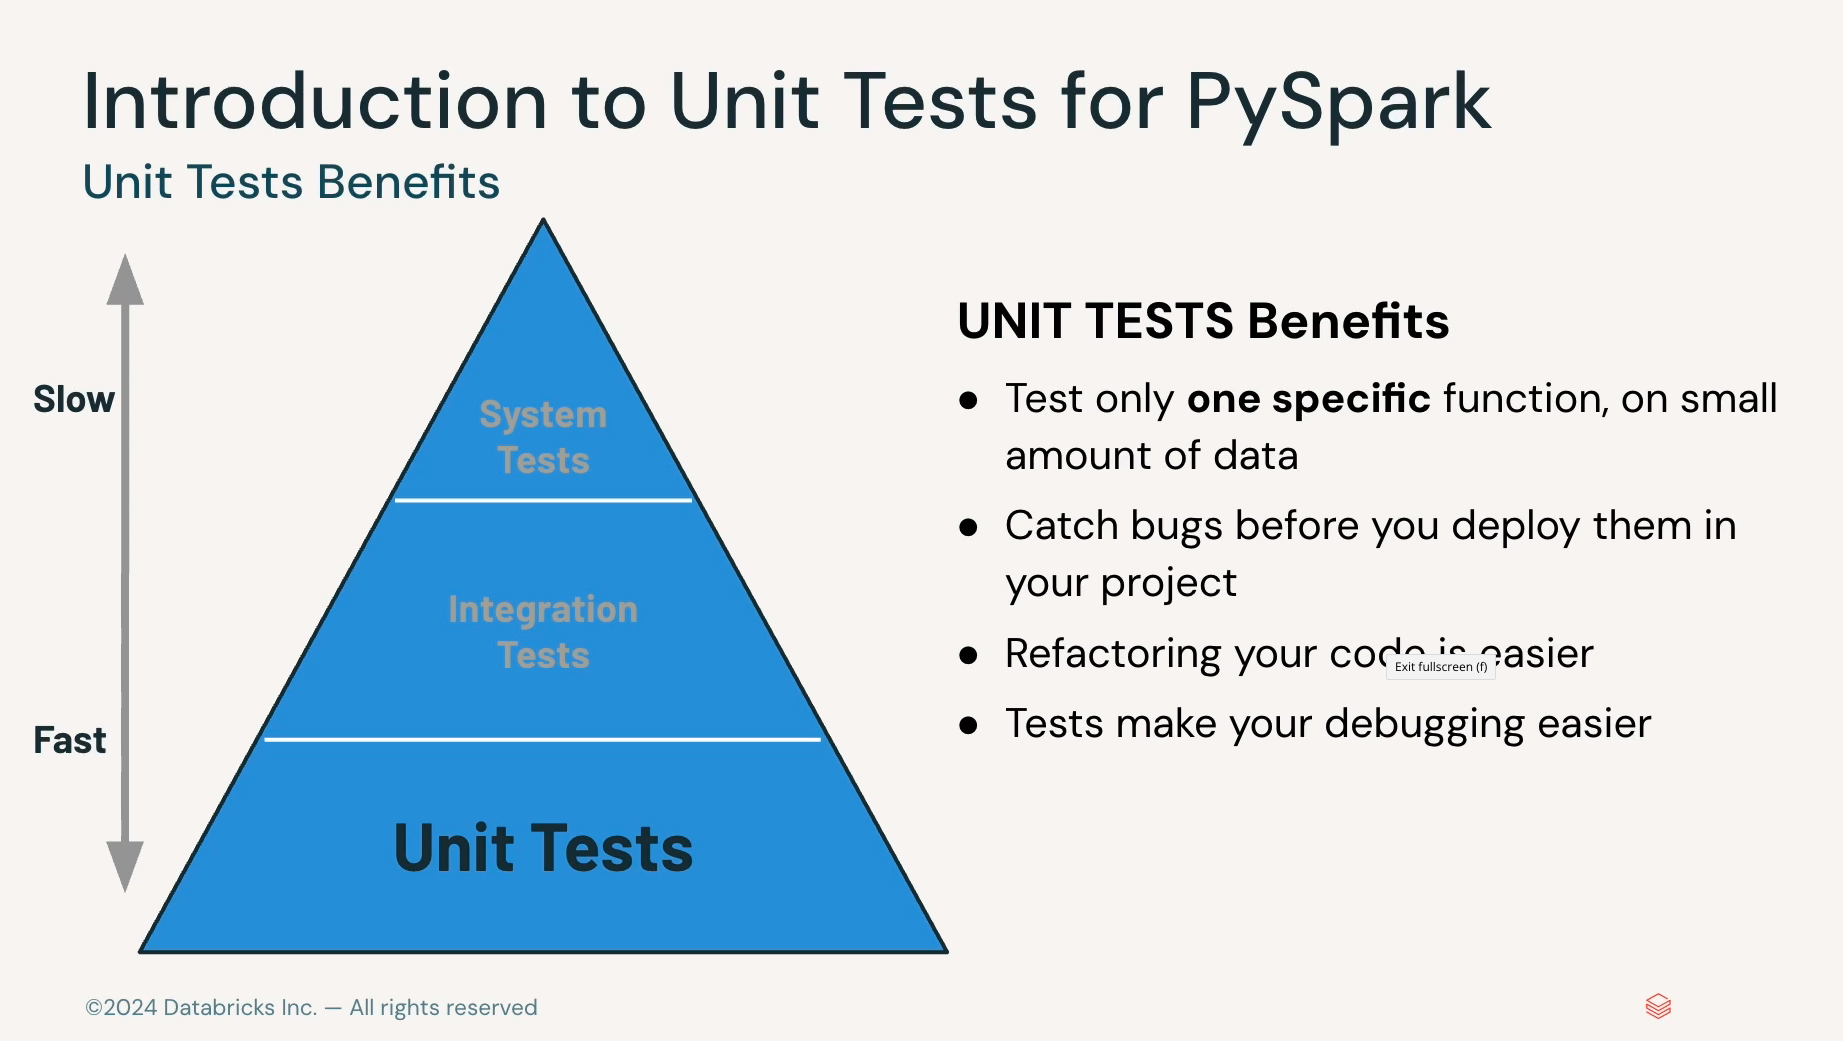 Introduction to Unit Tests for PySpark
Unit Tests Benefits
Slow
Fast
System
Tests
Integration
Tests
Unit Tests
UNIT TESTS Benefits
● Test only one specific function, on small
amount of data
● Catch bugs before you deploy them in
your project
● Refactoring your code is easier
Exit fullscreen (f)
● Tests make your debugging easier
©2024 Databricks Inc. — All rights reserved